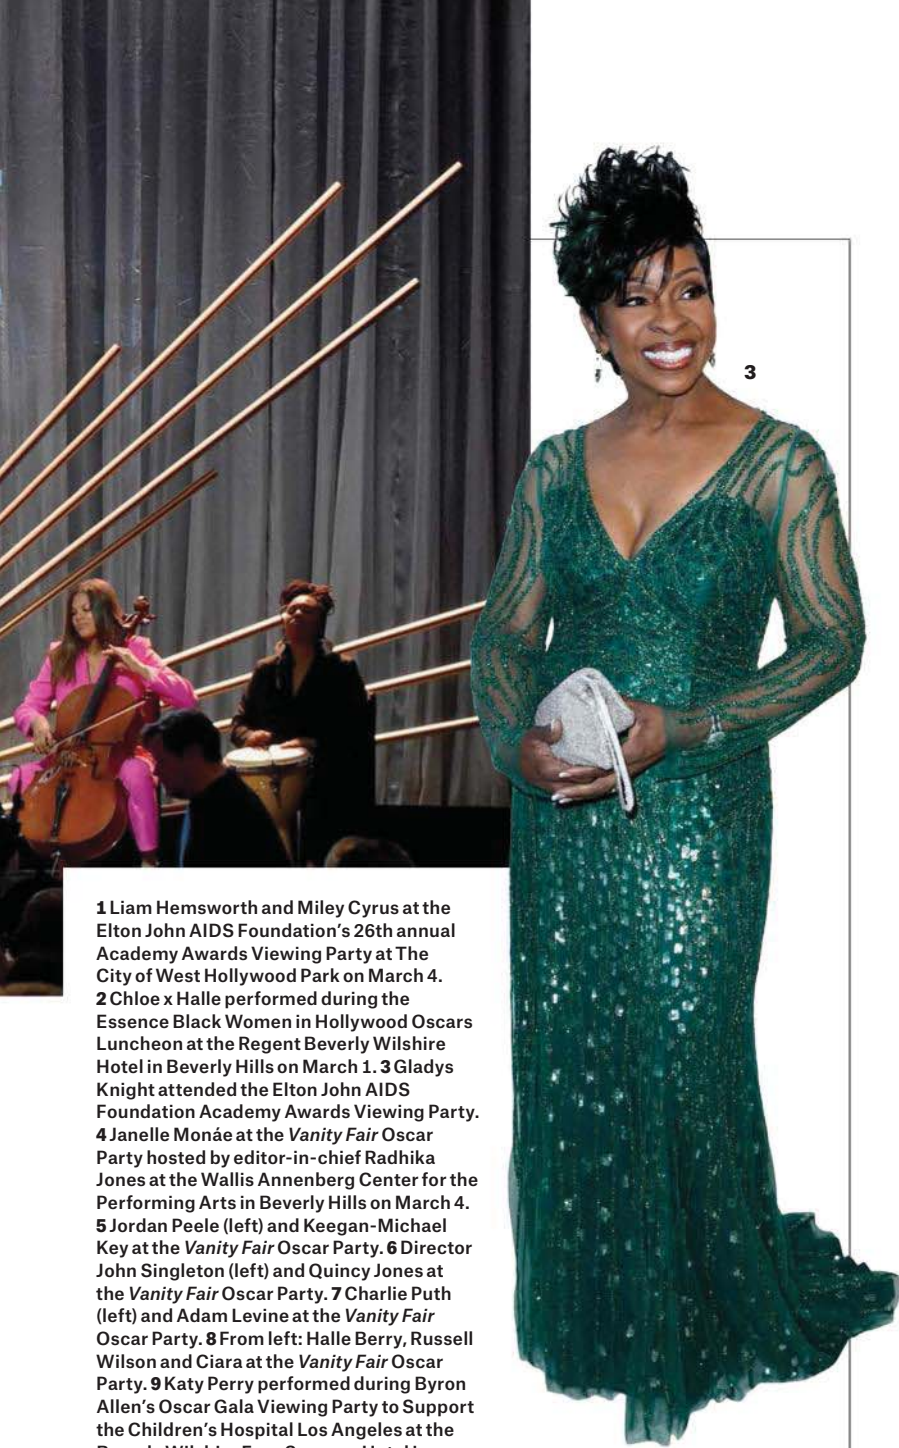 3
1 Liam Hemsworth and Miley Cyrus at the
Elton John AIDS Foundation's 26th annual
Academy Awards Viewing Party at The
City of West Hollywood Park on March 4.
2 Chloe x Halle performed during the
Essence Black Women in Hollywood Oscars
Luncheon at the Regent Beverly Wilshire
Hotel in Beverly Hills on March 1. 3 Gladys
Knight attended the Elton John AIDS
Foundation Academy Awards Viewing Party.
4 Janelle Monáe at the Vanity Fair Oscar
Party hosted by editor-in-chief Radhika
Jones at the Wallis Annenberg Center for the
Performing Arts in Beverly Hills on March 4.
5 Jordan Peele (left) and Keegan-Michael
Key at the Vanity Fair Oscar Party. 6 Director
John Singleton (left) and Quincy Jones at
the Vanity Fair Oscar Party. 7 Charlie Puth
(left) and Adam Levine at the Vanity Fair
Oscar Party. 8 From left: Halle Berry, Russell
Wilson and Ciara at the Vanity Fair Oscar
Party. 9 Katy Perry performed during Byron
Allen's Oscar Gala Viewing Party to Support
the Children's Hospital Los Angeles at the